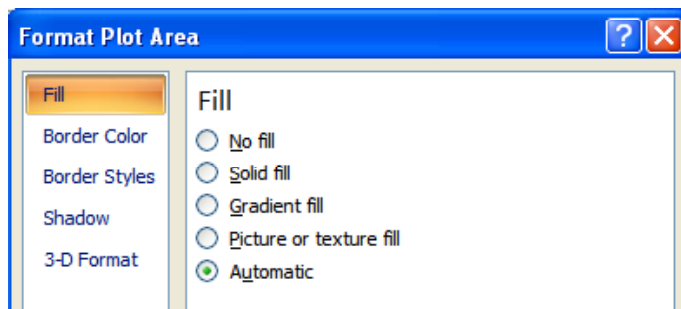 Format Plot Area
?
Fill
Border Color
Border Styles
Shadow
3-D Format
Fill
No fill
Solid fill
Gradient fill
Picture or texture fill
Automatic